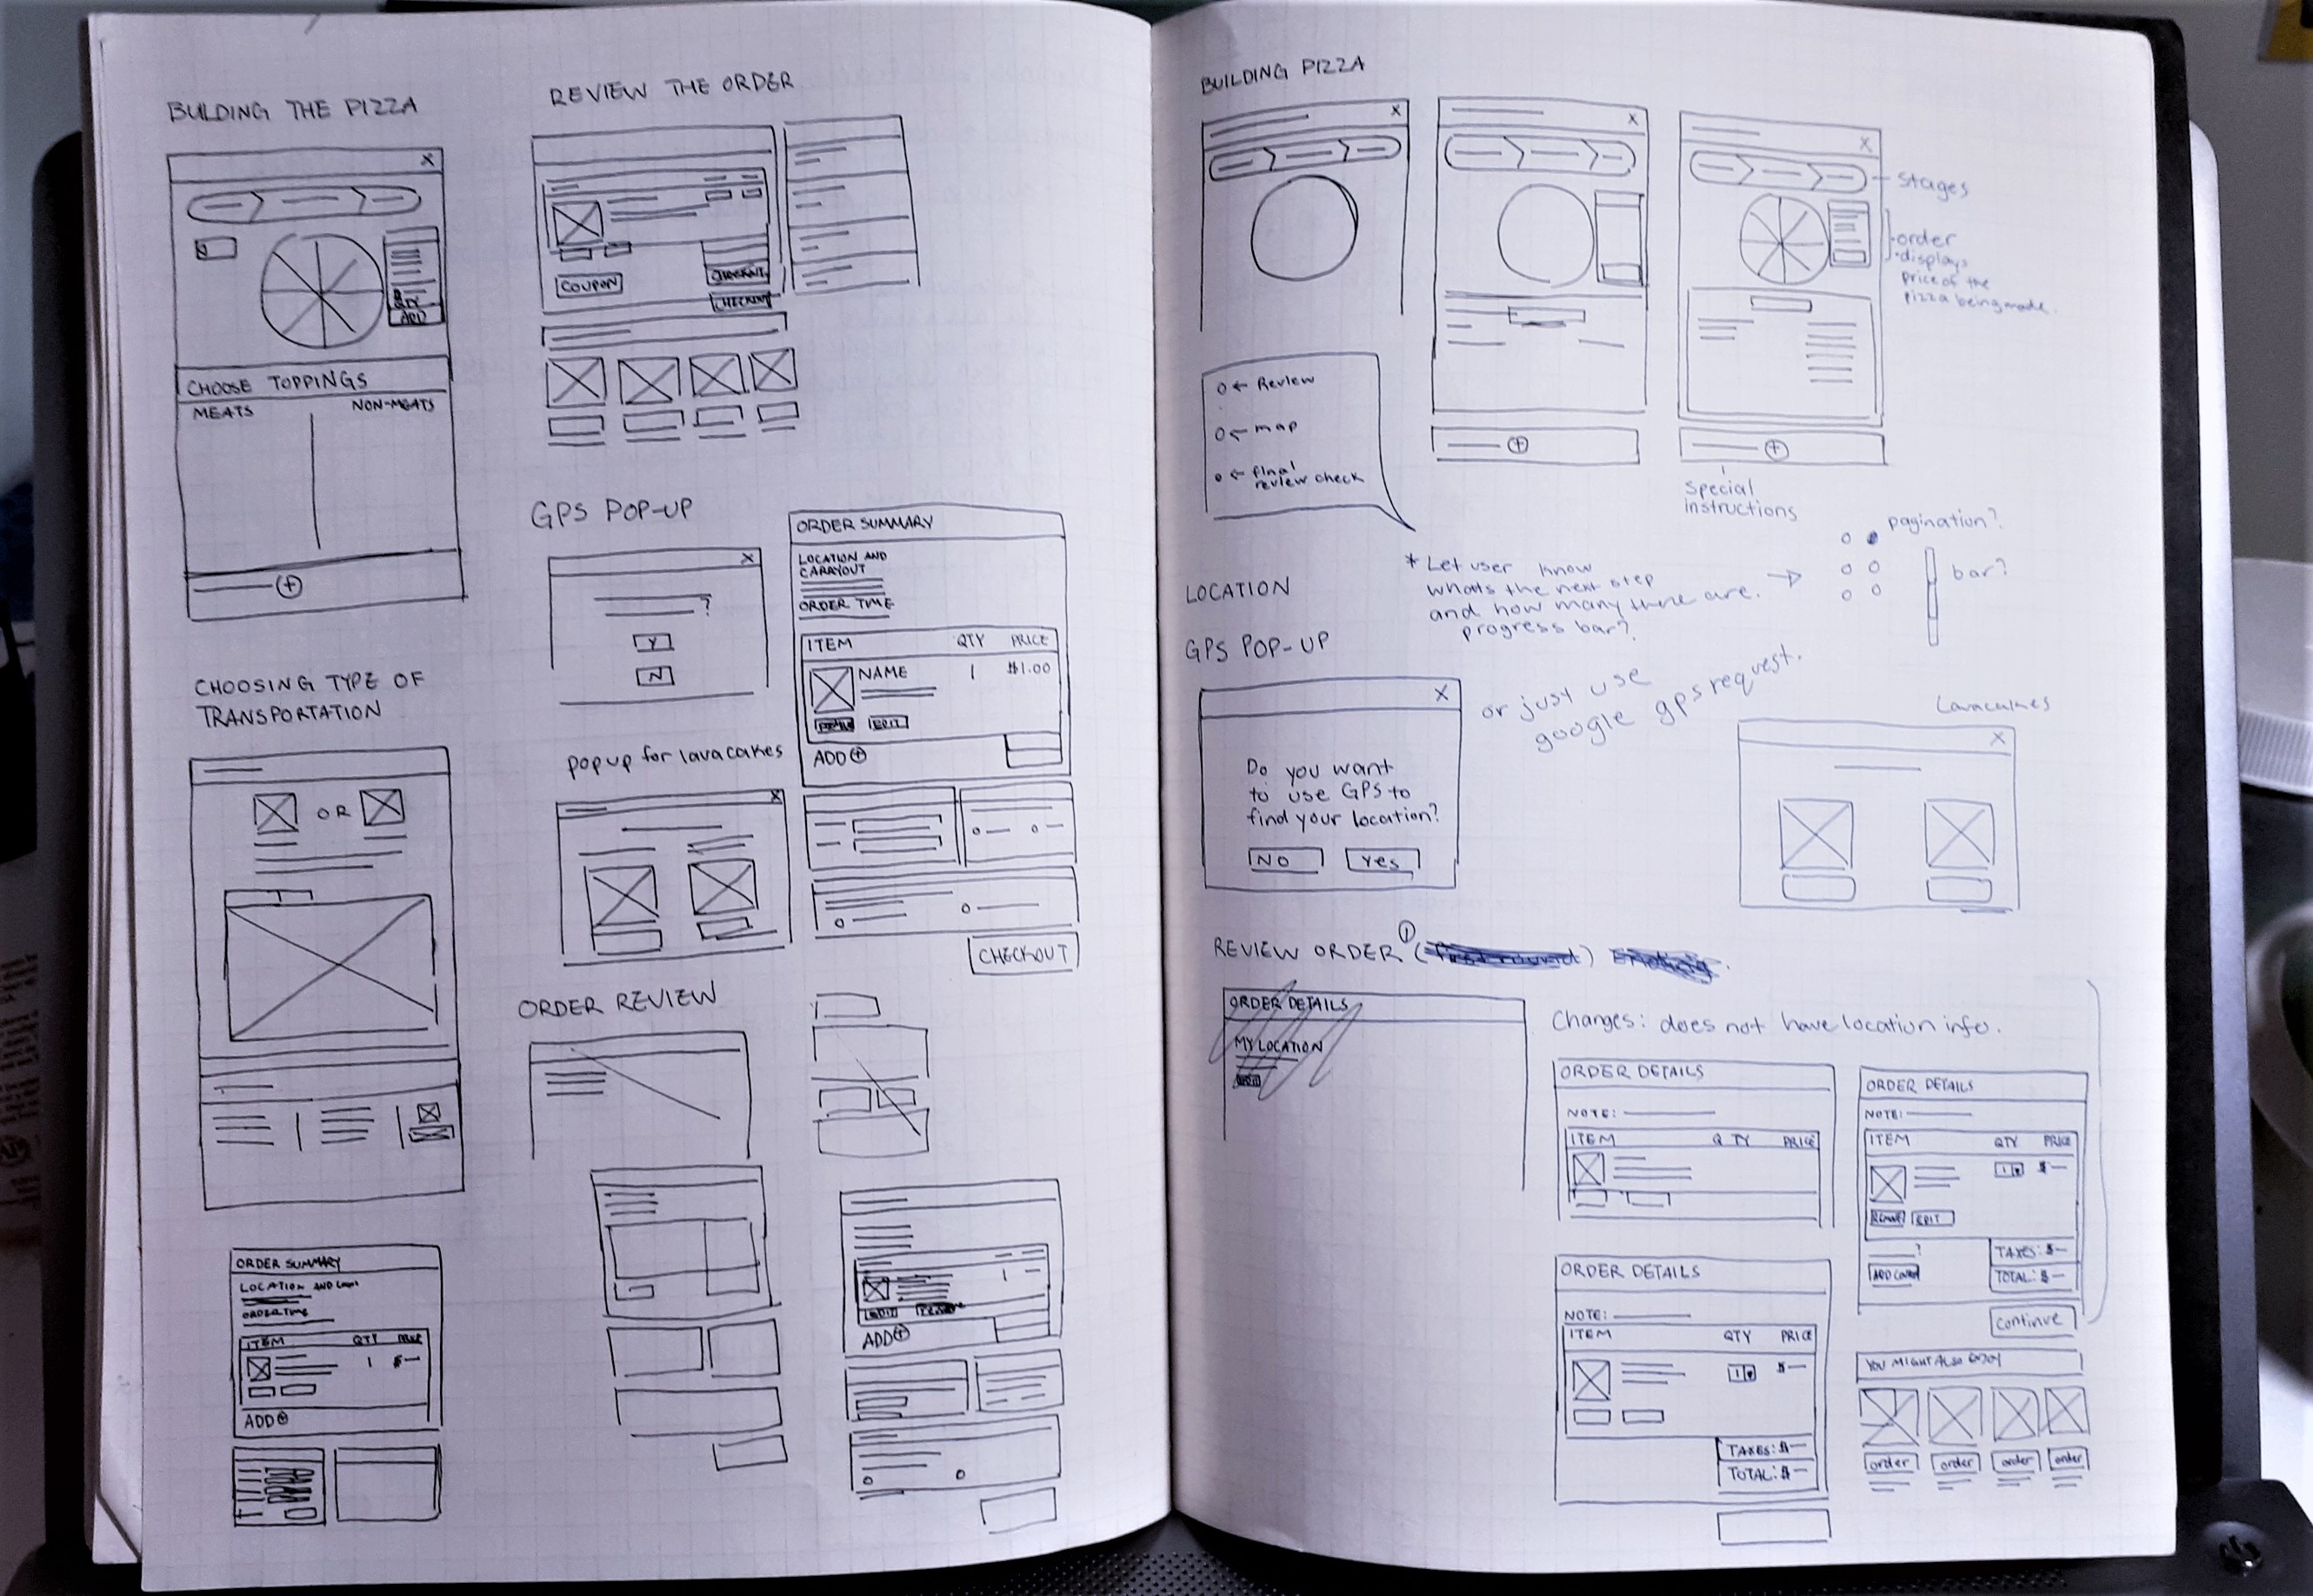 BULDING THE PIZZA
X
QTY
ADD
CHOOSE TOPPINGS
MEATS NON-MEATS
CHOOSING TYPE OF
TRANSPORTATION
OR
ORDER SUMMARY
LOCATION AND
ORDER TIME
ITEM QTY PRICE
1 $—
ADD
REVIEW THE ORDER
COUPON
CHECKOUT
CHECKOUT
GPS POP-UP
X
?
Y
N
popup for lavacakes
X
ORDER SUMMARY
LOCATION AND
CARRYOUT
ORDER TIME
ITEM QTY PRICE
NAME 1 $1.00
EDIT
ADD
CHECKOUT
ORDER REVIEW
1
EDIT
ADD
BUILDING PIZZA
X
X
X
stages
order
displays
price of the
pizza being made.
special
instructions
Review
map
final
review check
LOCATION
* Let user know
whats the next step
and how many there are.
progress bar?
pagination?
bar?
GPS POP-UP
X
Do you want
to use GPS to
find your location?
NO Yes
or just use
google gps request.
Lavacakes
X
REVIEW ORDER 1
ORDER DETAILS
MY LOCATION
Changes: does not have location info.
ORDER DETAILS
NOTE:
ITEM QTY PRICE
ORDER DETAILS
NOTE:
ITEM QTY PRICE
1 $—
REMOVE EDIT
?
TAXES: $—
TOTAL: $—
Continue
ORDER DETAILS
NOTE:
ITEM QTY PRICE
1 $—
TAXES: $—
TOTAL: $—
YOU MIGHT ALSO ENJOY
order order order order